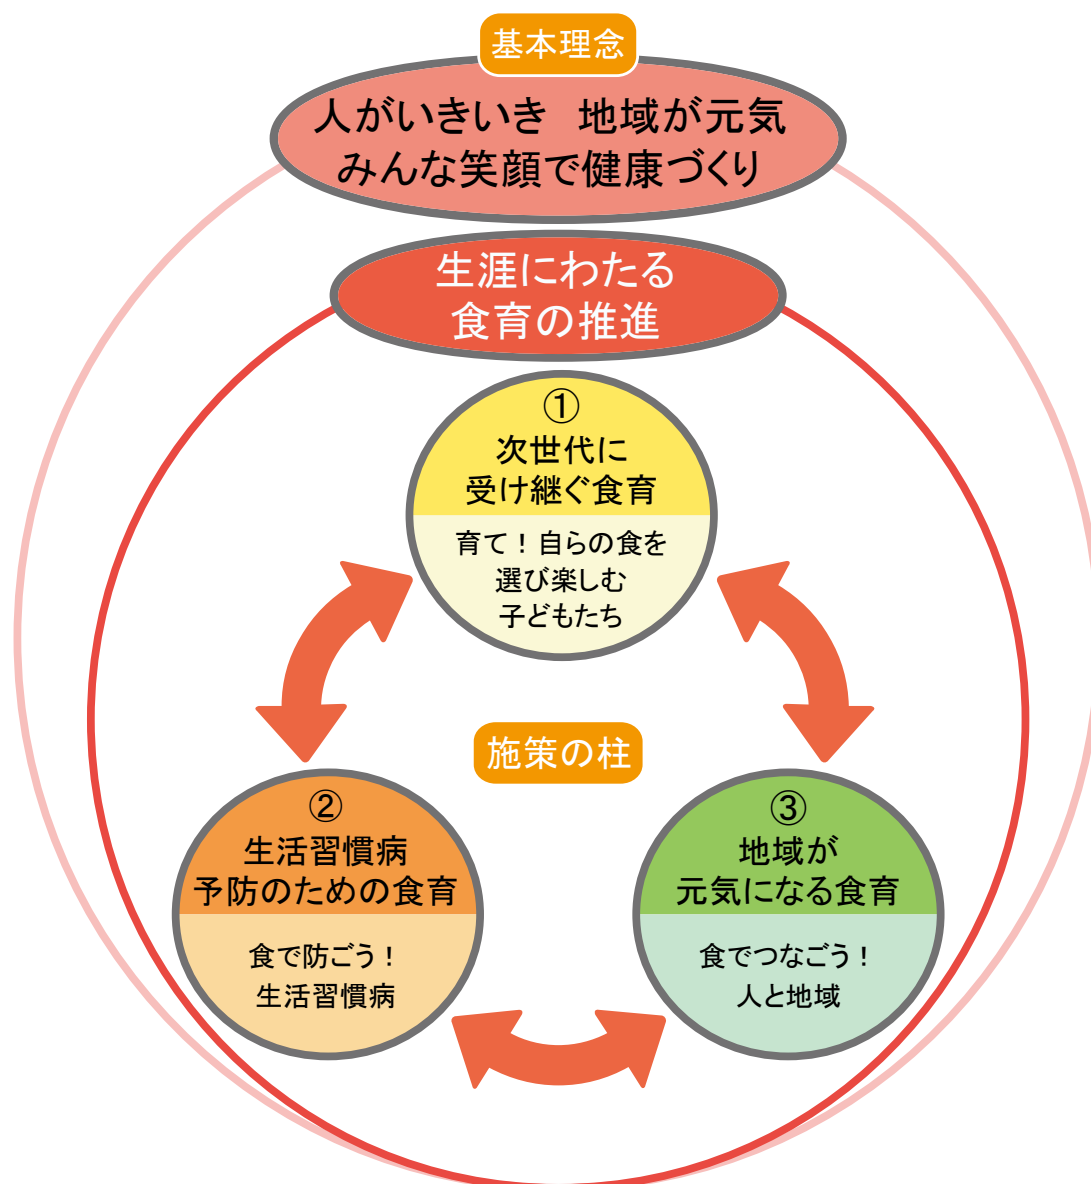 基本理念
人がいきいき　地域が元気
みんな笑顔で健康づくり
生涯にわたる
食育の推進
①
次世代に
受け継ぐ食育
育て！自らの食を
選び楽しむ
子どもたち
施策の柱
②
生活習慣病
予防のための食育
食で防ごう！
生活習慣病
③
地域が
元気になる食育
食でつなごう！
人と地域